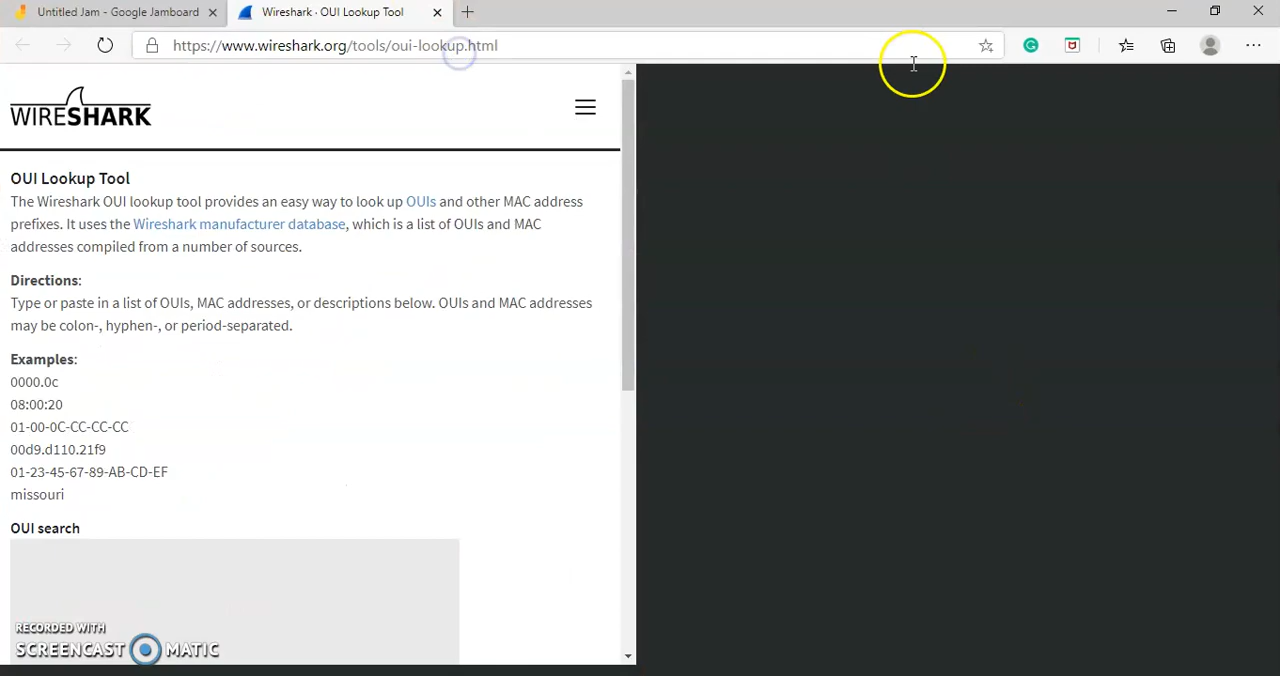 Untitled Jam - Google Jamboard
Wireshark · OUI Lookup Tool
https://www.wireshark.org/tools/oui-lookup.html
WIRESHARK
OUI Lookup Tool
The Wireshark OUI lookup tool provides an easy way to look up OUIs and other MAC address
prefixes. It uses the Wireshark manufacturer database, which is a list of OUIs and MAC
addresses compiled from a number of sources.
Directions:
Type or paste in a list of OUIs, MAC addresses, or descriptions below. OUIs and MAC addresses
may be colon-, hyphen-, or period-separated.
Examples:
0000.0c
08:00:20
01-00-0C-CC-CC-CC
00d9.d110.21f9
01-23-45-67-89-AB-CD-EF
missouri
OUI search
RECORDED WITH
SCREENCAST MATIC